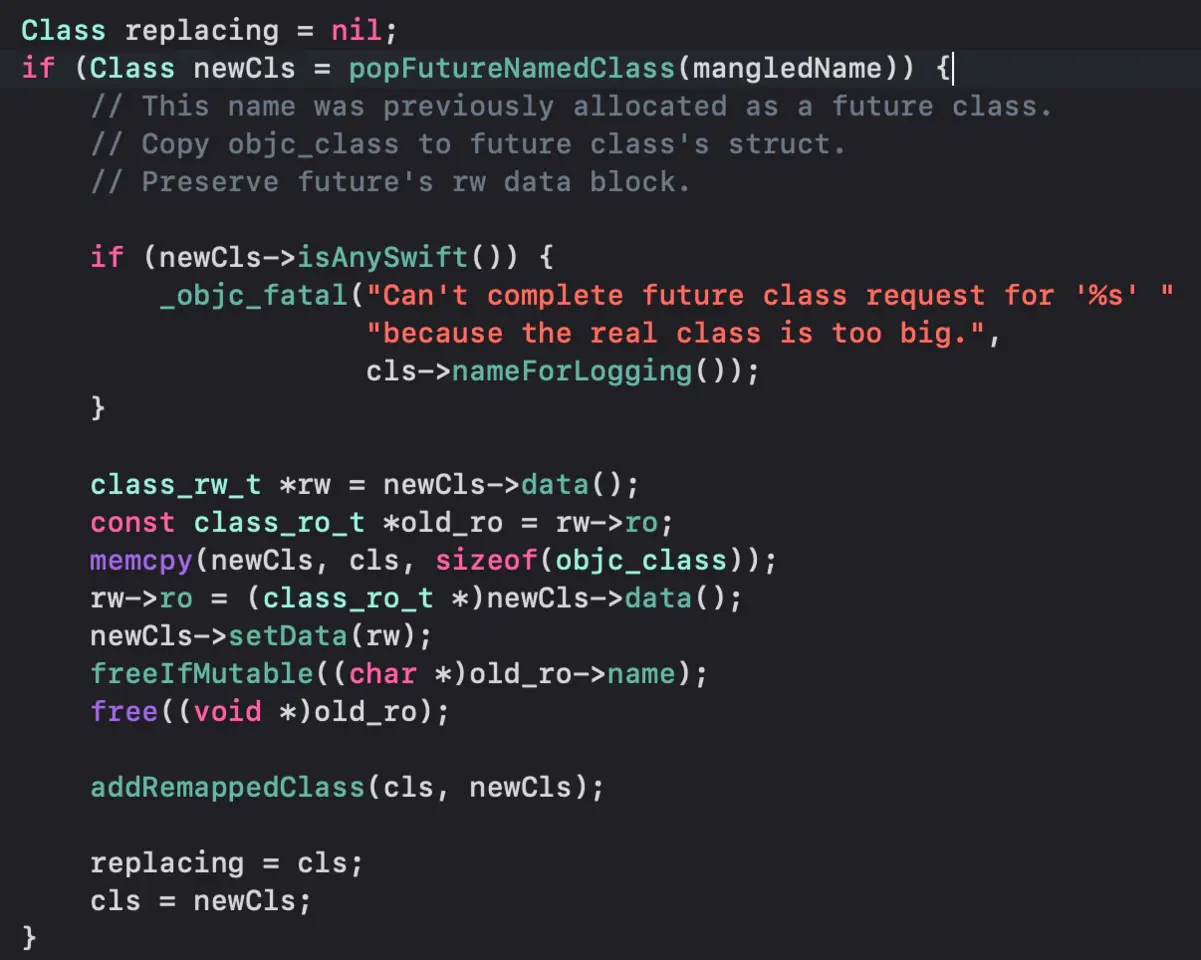 Class replacing = nil;
if (Class newCls = popFutureNamedClass(mangledName)) {
    // This name was previously allocated as a future class.
    // Copy objc_class to future class's struct.
    // Preserve future's rw data block.

    if (newCls->isAnySwift()) {
        _objc_fatal("Can't complete future class request for '%s' "
                    "because the real class is too big.",
                    cls->nameForLogging());
    }

    class_rw_t *rw = newCls->data();
    const class_ro_t *old_ro = rw->ro;
    memcpy(newCls, cls, sizeof(objc_class));
    rw->ro = (class_ro_t *)newCls->data();
    newCls->setData(rw);
    freeIfMutable((char *)old_ro->name);
    free((void *)old_ro);

    addRemappedClass(cls, newCls);

    replacing = cls;
    cls = newCls;
}